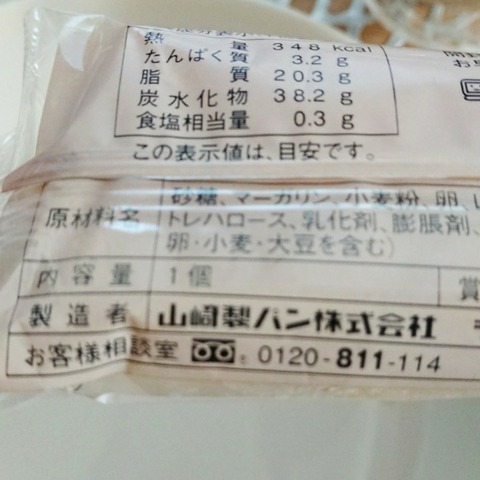 熱量 348 kcal
たんぱく質 3.2 g
脂質 20.3 g
炭水化物 38.2 g
食塩相当量 0.3 g
この表示値は、目安です。
原材料名
砂糖、マーガリン、小麦粉、卵、
トレハロース、乳化剤、膨脹剤、
卵・小麦・大豆を含む)
内容量 1個
製造者 山崎製パン株式会社
お客様相談室 0120-811-114